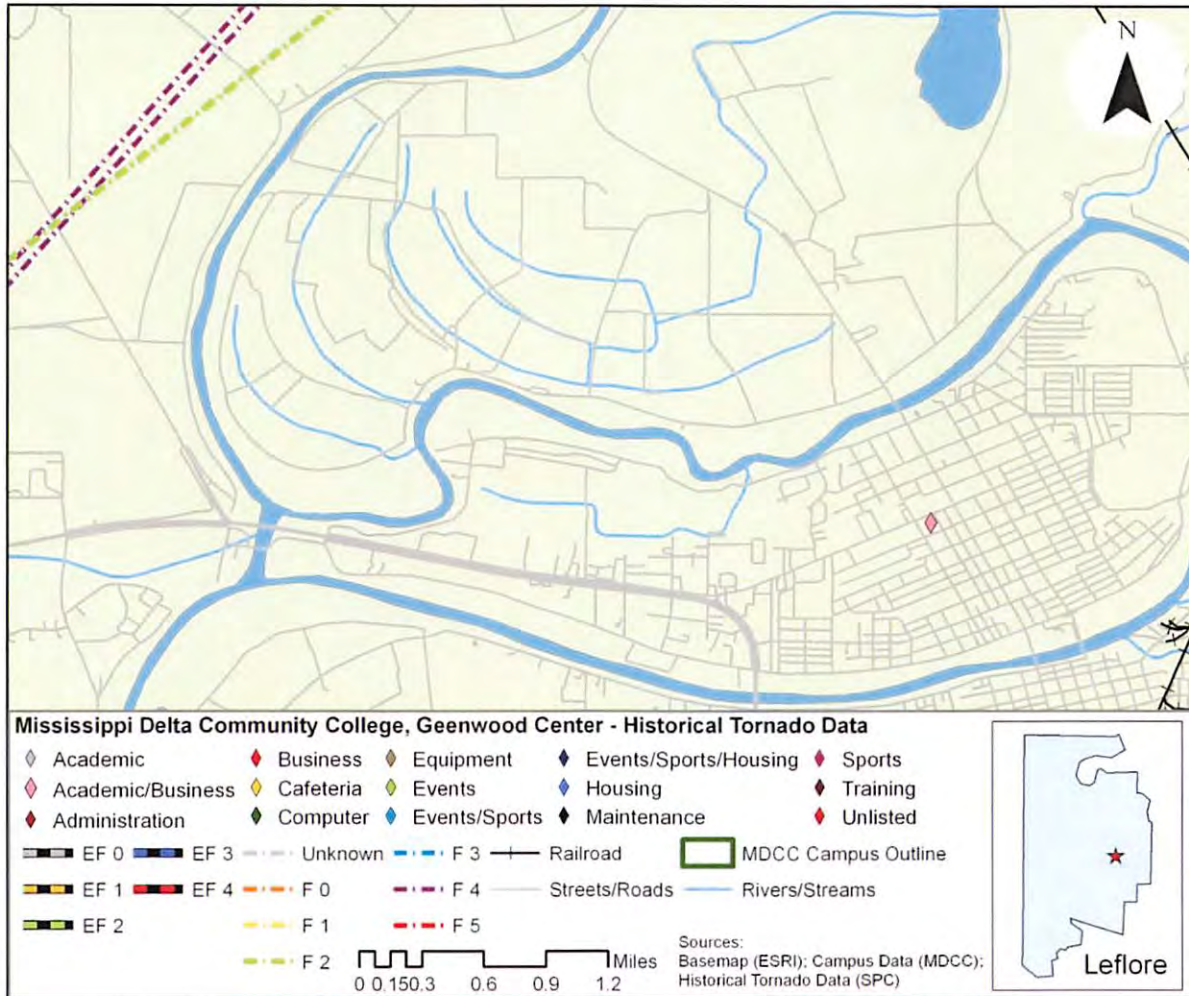 N
Mississippi Delta Community College, Geenwood Center - Historical Tornado Data
Academic
Business
Equipment
Events/Sports/Housing
Sports
Academic/Business
Cafeteria
Events
Housing
Training
Administration
Computer
Events/Sports
Maintenance
Unlisted
EF 0
EF 3
Unknown
F 3
Railroad
MDCC Campus Outline
EF 1
EF 4
F 0
F 4
Streets/Roads
Rivers/Streams
EF 2
F 1
F 5
F 2
Miles
0 0.150.3 0.6 0.9 1.2
Sources:
Basemap (ESRI); Campus Data (MDCC);
Historical Tornado Data (SPC)
Leflore